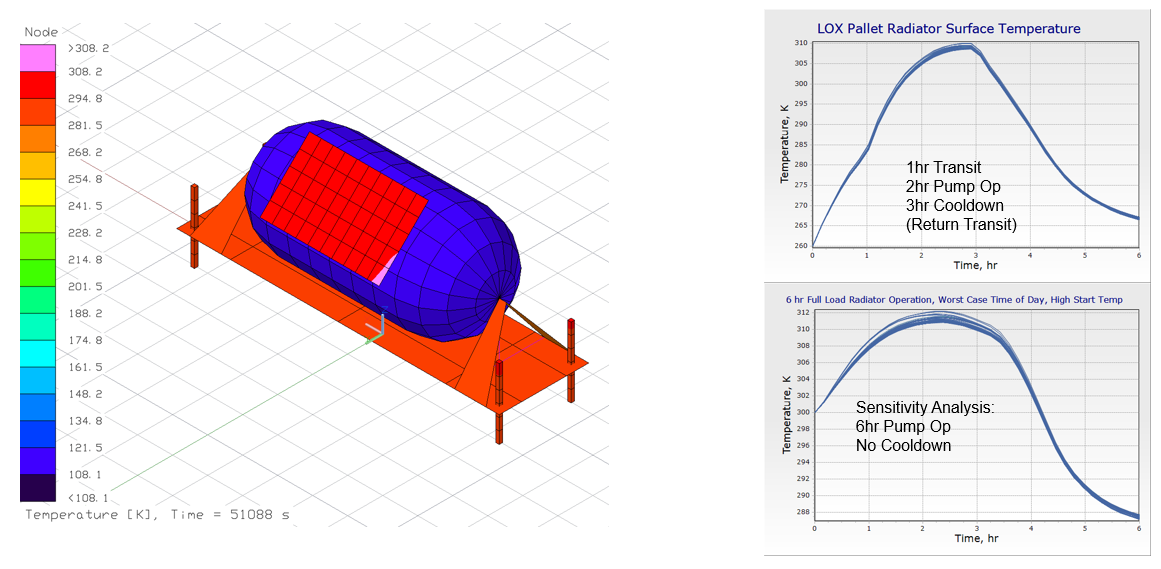 Node
>308. 2
308. 2
294. 8
281. 5
268. 2
254. 8
241. 5
228. 2
214. 8
201. 5
188. 2
174. 8
161. 5
148. 2
134. 8
121. 5
108. 1
<108. 1
Temperature [K], Time = 51088 s
LOX Pallet Radiator Surface Temperature
310
305
300
295
290
285
280
275
270
265
260
Temperature, K
1hr Transit
2hr Pump Op
3hr Cooldown
(Return Transit)
0 1 2 3 4 5 6
Time, hr
6 hr Full Load Radiator Operation, Worst Case Time of Day, High Start Temp
312
310
308
306
304
302
300
298
296
294
292
290
288
Temperature, K
Sensitivity Analysis:
6hr Pump Op
No Cooldown
0 1 2 3 4 5 6
Time, hr